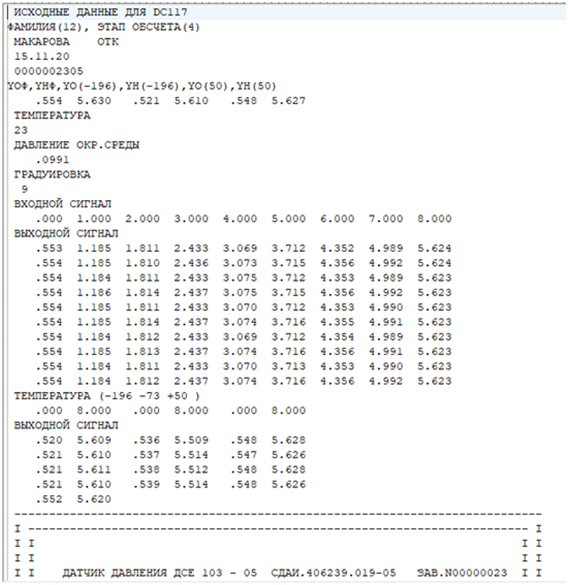 ИСХОДНЫЕ ДАННЫЕ ДЛЯ DC117
ФАМИЛИЯ(12), ЭТАП ОБСЧЕТА(4)
МАКАРОВА ОТК
15.11.20
0000002305
YОФ,YНФ,YО(-196),YН(-196),YО(50),YН(50)
.554 5.630 .521 5.610 .548 5.627
ТЕМПЕРАТУРА
23
ДАВЛЕНИЕ ОКР.СРЕДЫ
.0991
ГРАДУИРОВКА
9
ВХОДНОЙ СИГНАЛ
.000 1.000 2.000 3.000 4.000 5.000 6.000 7.000 8.000
ВЫХОДНОЙ СИГНАЛ
.553 1.185 1.811 2.433 3.069 3.712 4.352 4.989 5.624
.554 1.185 1.810 2.436 3.073 3.715 4.356 4.992 5.624
.554 1.184 1.811 2.433 3.075 3.712 4.353 4.989 5.623
.554 1.186 1.814 2.437 3.075 3.715 4.356 4.992 5.623
.554 1.185 1.811 2.433 3.070 3.712 4.353 4.990 5.623
.554 1.185 1.814 2.437 3.074 3.716 4.355 4.991 5.623
.554 1.184 1.812 2.433 3.069 3.712 4.354 4.989 5.623
.554 1.185 1.813 2.437 3.074 3.716 4.356 4.991 5.623
.554 1.184 1.811 2.433 3.070 3.713 4.353 4.990 5.623
.554 1.184 1.812 2.437 3.074 3.716 4.356 4.992 5.623
ТЕМПЕРАТУРА (-196 -73 +50 )
.000 8.000 .000 8.000 .000 8.000
ВЫХОДНОЙ СИГНАЛ
.520 5.609 .536 5.509 .548 5.628
.521 5.610 .537 5.514 .547 5.626
.521 5.611 .538 5.512 .548 5.628
.521 5.610 .539 5.514 .548 5.626
.552 5.620
I I
I I I I
I I I I
I I ДАТЧИК ДАВЛЕНИЯ ДСЕ 103 - 05 СДАИ.406239.019-05 ЗАВ.N00000023 I I